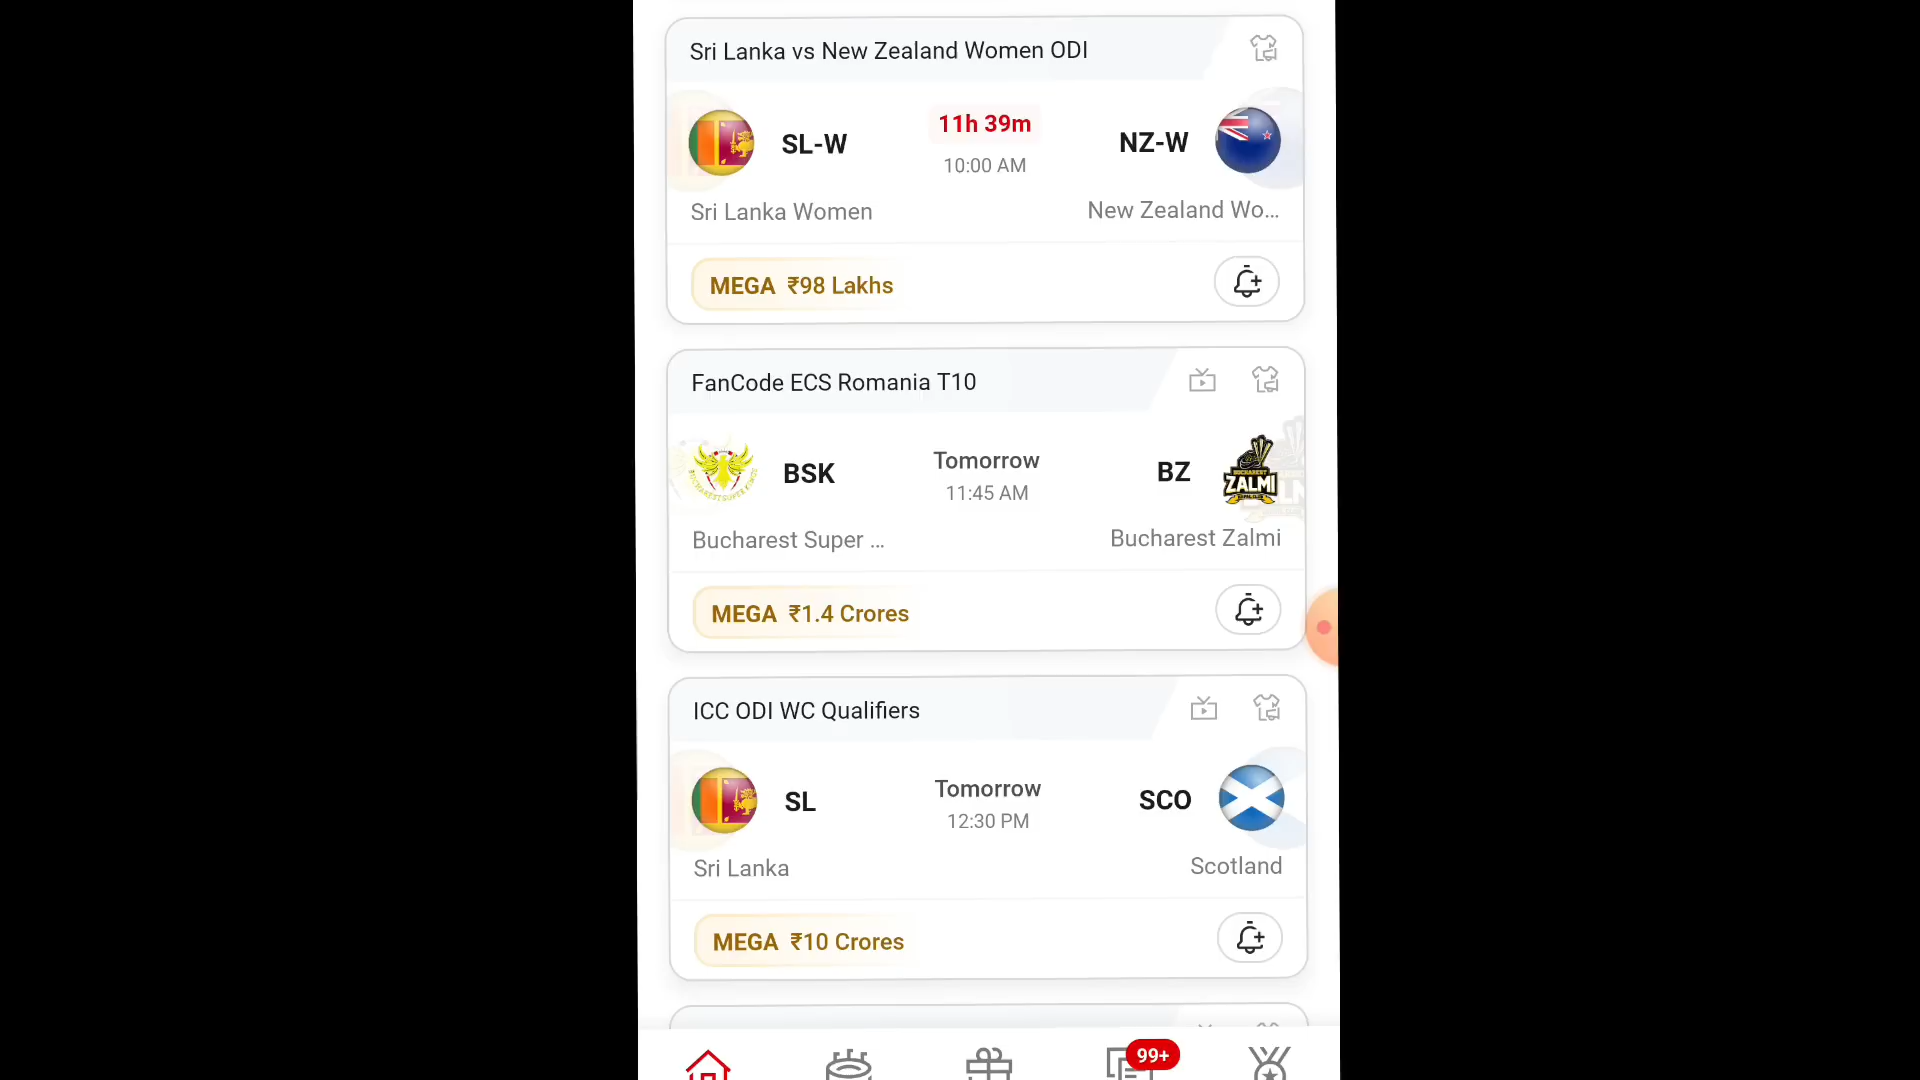 Sri Lanka vs New Zealand Women ODI
SL-W
11h 39m
10:00 AM
NZ-W
Sri Lanka Women
New Zealand Wo...
MEGA ₹98 Lakhs
FanCode ECS Romania T10
BSK
Tomorrow
11:45 AM
BZ
ZALMI
Bucharest Super ...
Bucharest Zalmi
MEGA ₹1.4 Crores
ICC ODI WC Qualifiers
SL
Tomorrow
12:30 PM
SCO
Sri Lanka
Scotland
MEGA ₹10 Crores
99+